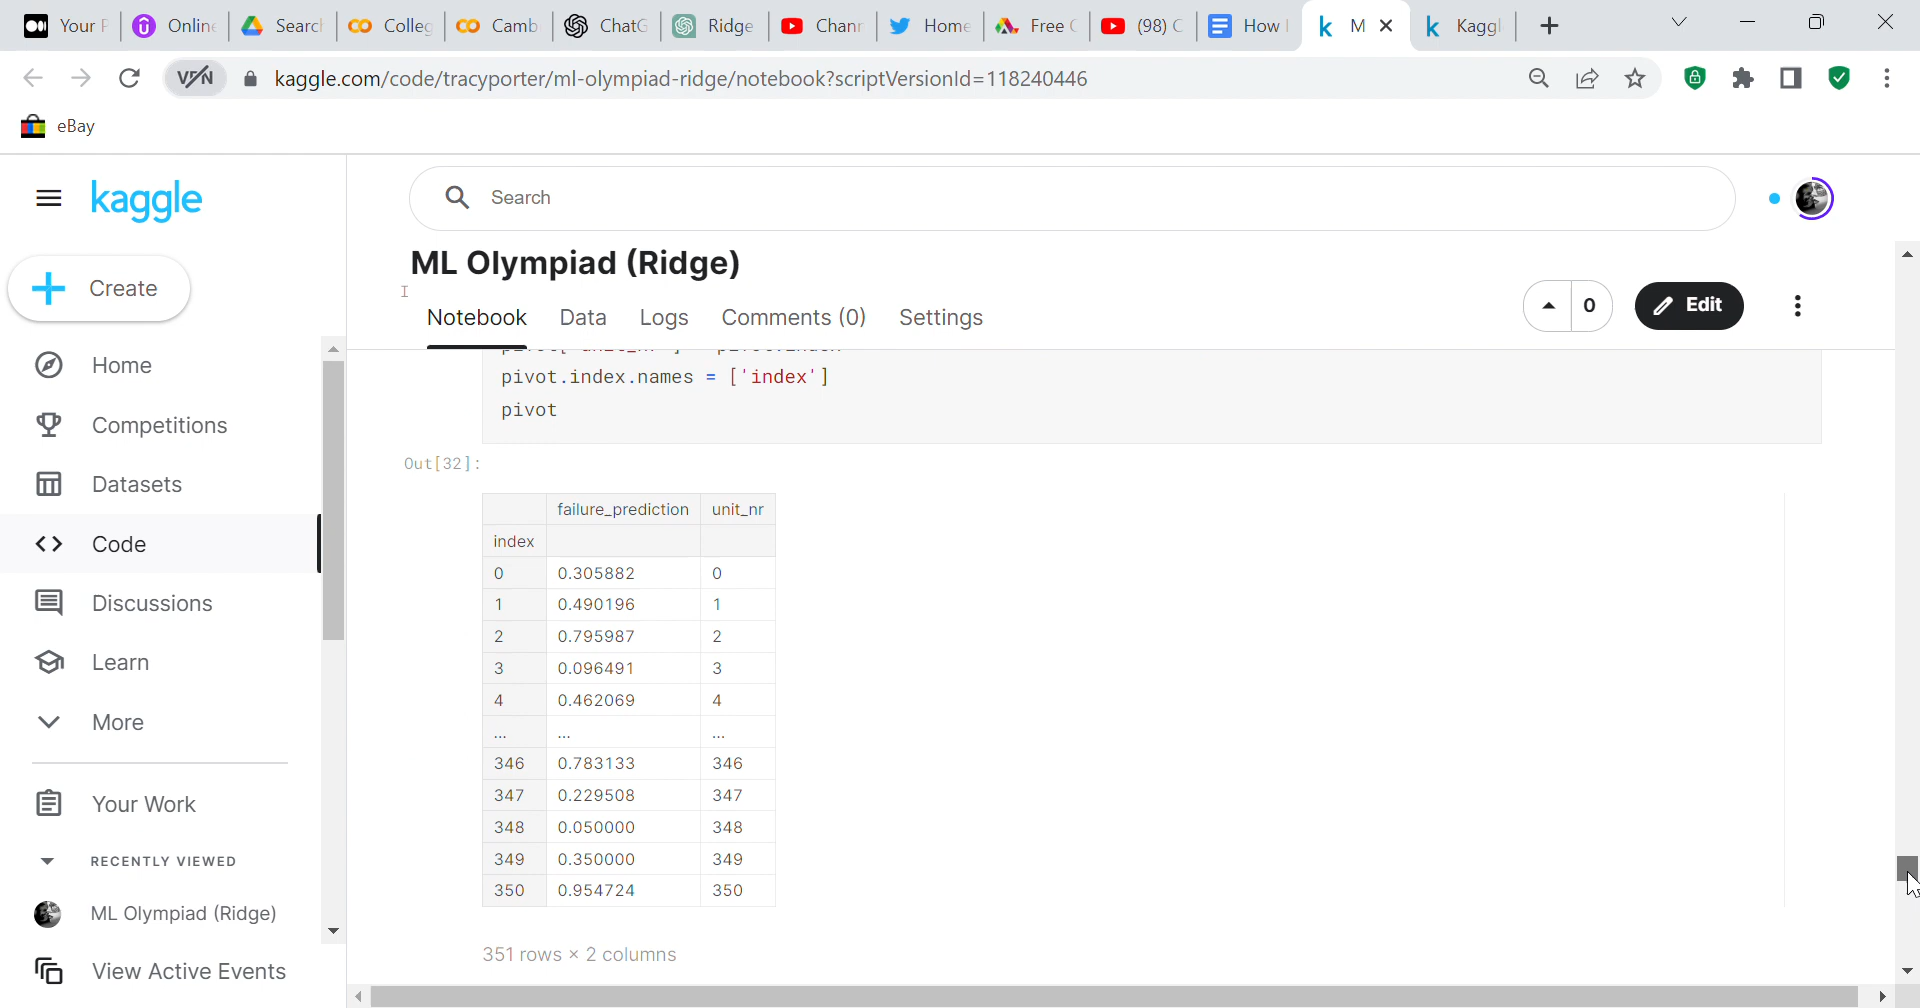 Your P Online Search Colleg Camb ChatG Ridge Chann Home Free C (98) C How I M Kaggl
VPN kaggle.com/code/tracyporter/ml-olympiad-ridge/notebook?scriptVersionId=118240446
eBay
kaggle
Search
ML Olympiad (Ridge)
Create
0 Edit
Notebook Data Logs Comments (0) Settings
Home
Competitions
Datasets
Code
Discussions
Learn
More
Your Work
RECENTLY VIEWED
ML Olympiad (Ridge)
View Active Events
pivot.index.names = ['index']
pivot
Out[32]:
failure_prediction unit_nr
index
0 0.305882 0
1 0.490196 1
2 0.795987 2
3 0.096491 3
4 0.462069 4
... ... ...
346 0.783133 346
347 0.229508 347
348 0.050000 348
349 0.350000 349
350 0.954724 350
351 rows × 2 columns